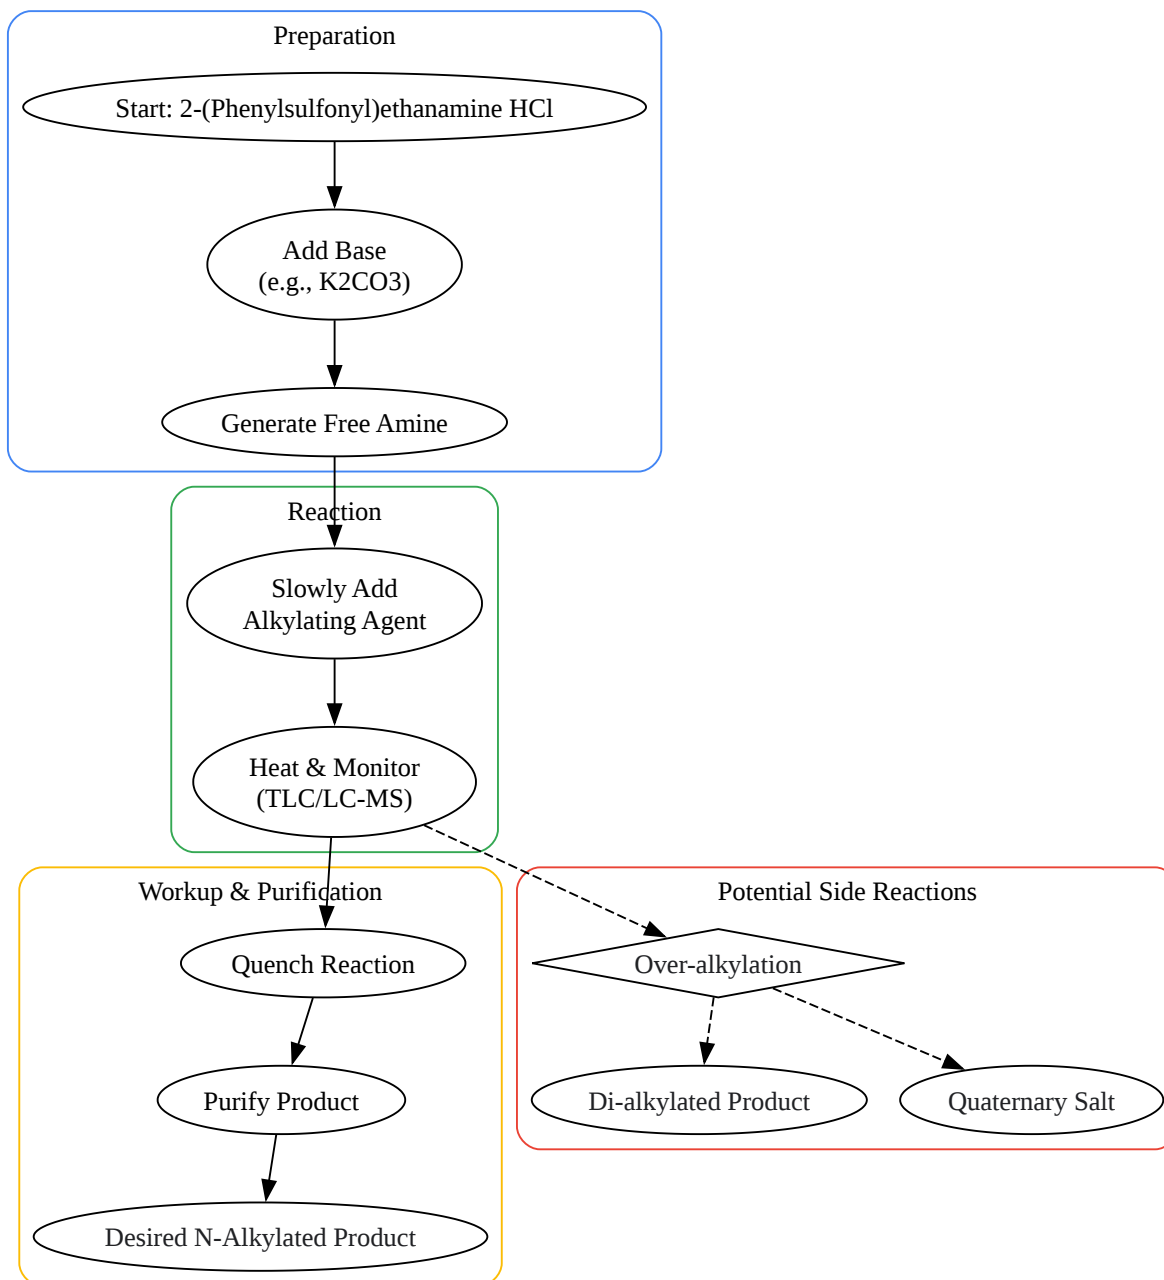 Preparation
Start: 2-(Phenylsulfonyl)ethanamine HCl
Add Base
(e.g., K2CO3)
Generate Free Amine
Reaction
Slowly Add
Alkylating Agent
Heat & Monitor
(TLC/LC-MS)
Workup & Purification
Quench Reaction
Purify Product
Desired N-Alkylated Product
Potential Side Reactions
Over-alkylation
Di-alkylated Product
Quaternary Salt